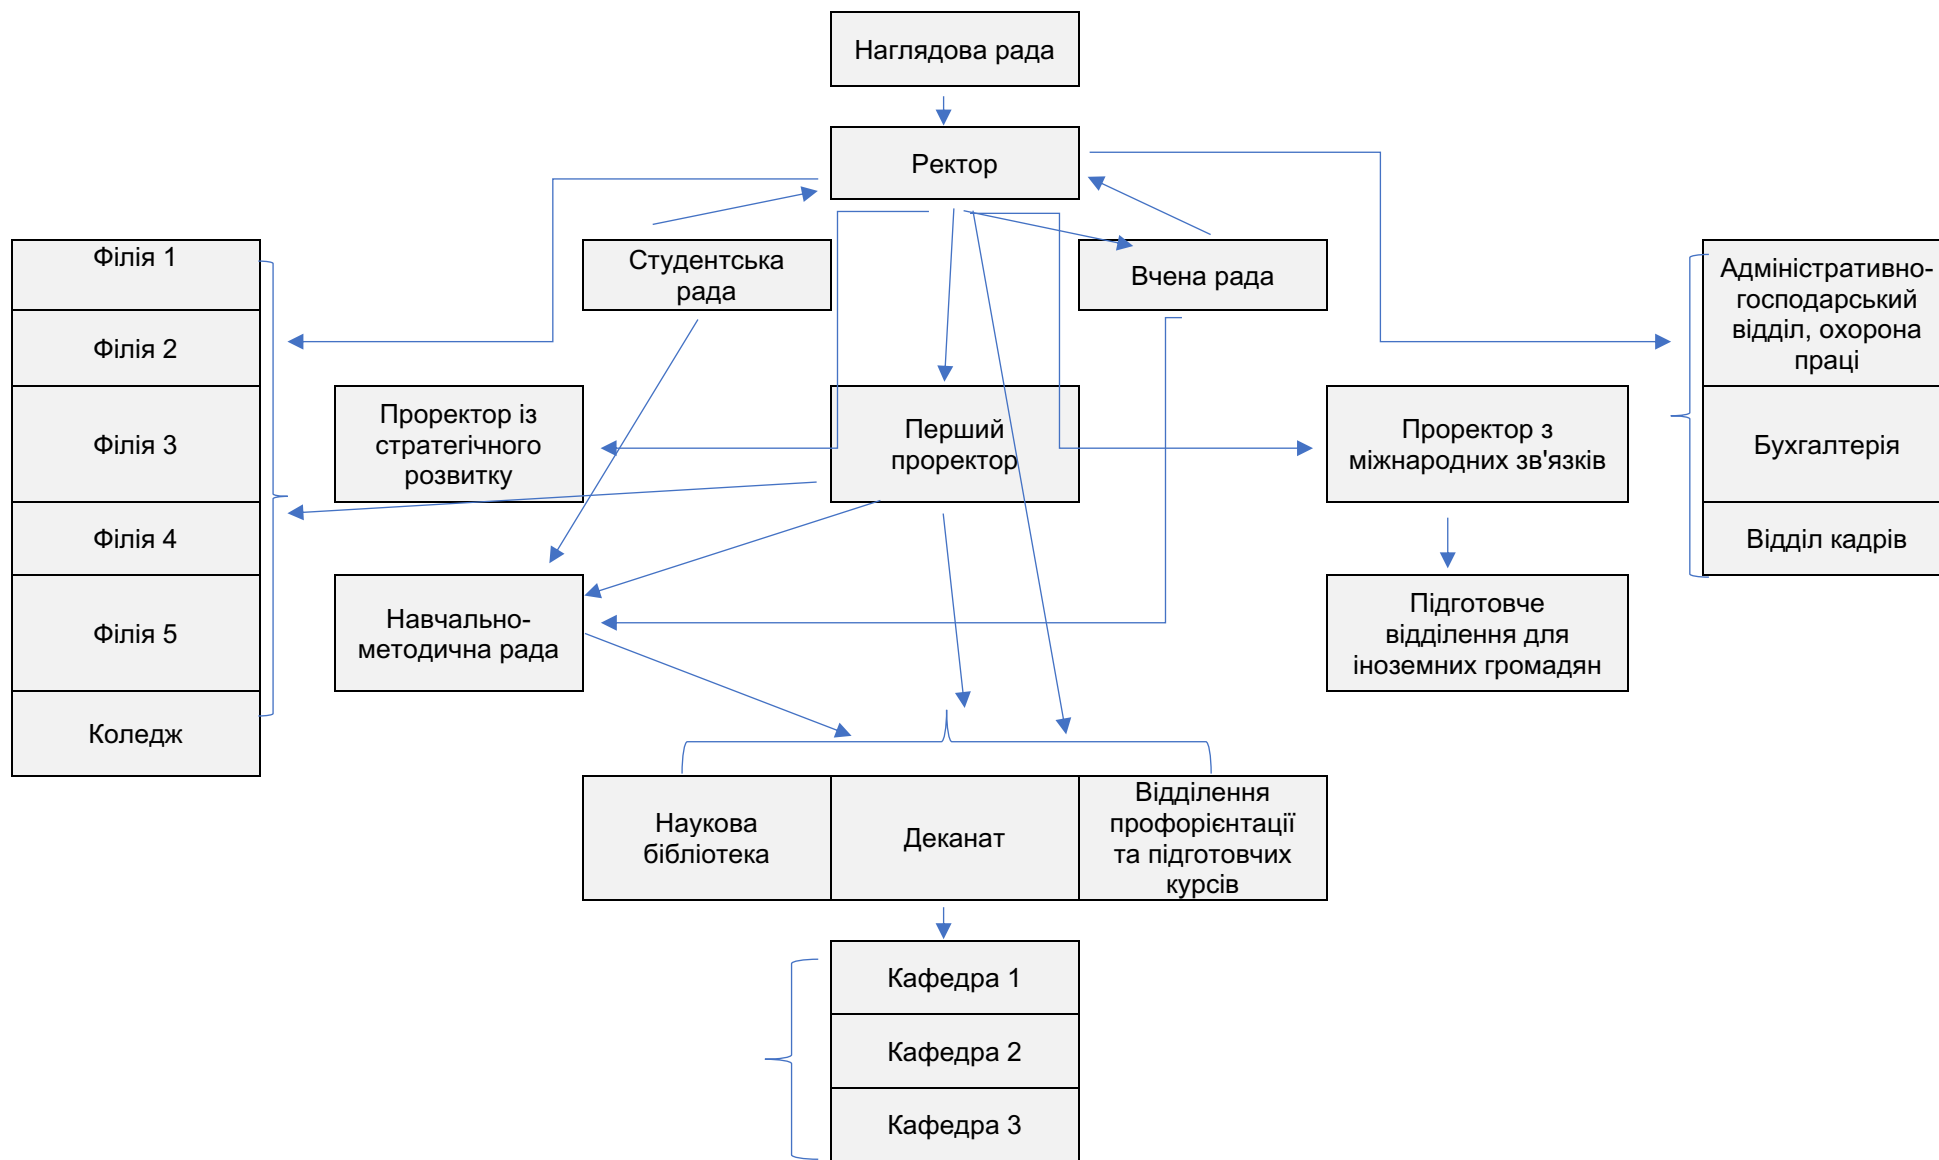 Наглядова рада
Ректор
Філія 1
Філія 2
Філія 3
Філія 4
Філія 5
Коледж
Студентська
рада
Вчена рада
Адміністративно-
господарський
відділ, охорона
праці
Бухгалтерія
Відділ кадрів
Проректор із
стратегічного
розвитку
Перший
проректор
Проректор з
міжнародних зв'язків
Навчально-
методична рада
Підготовче
відділення для
іноземних громадян
Наукова
бібліотека
Деканат
Відділення
профорієнтації
та підготовчих
курсів
Кафедра 1
Кафедра 2
Кафедра 3